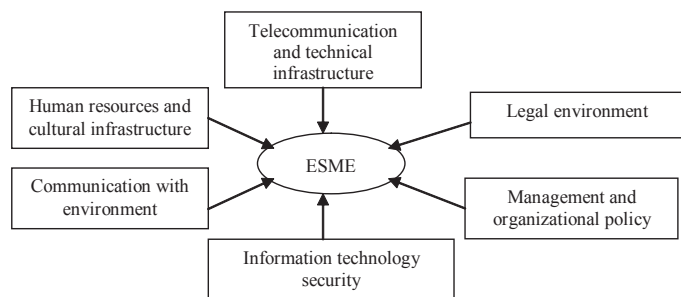 Telecommunication
and technical
infrastructure
Human resources and
cultural infrastructure
Legal environment
ESME
Communication with
environment
Management and
organizational policy
Information technology
security